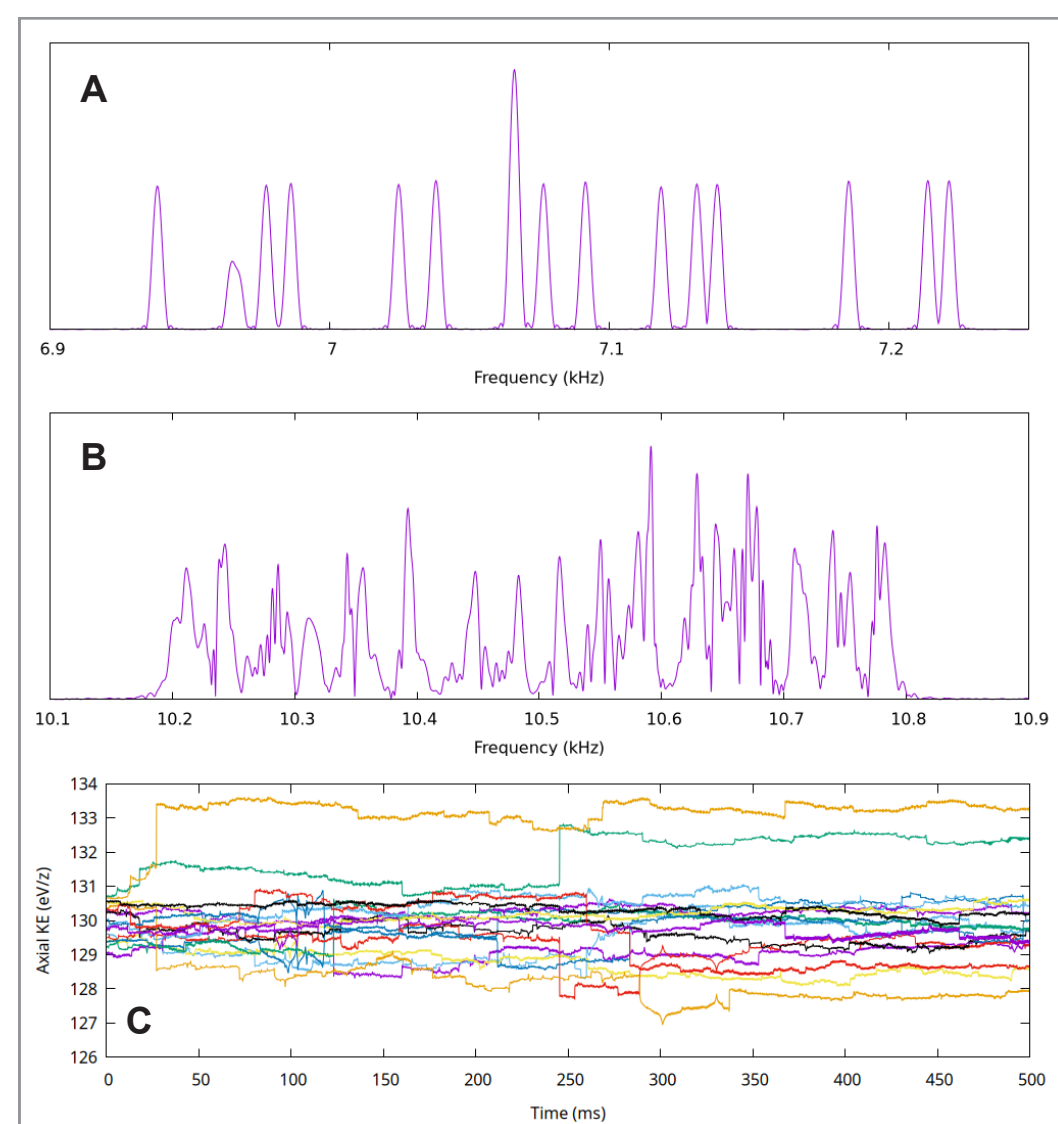 A
6.9 7 7.1 7.2
Frequency (kHz)
B
10.1 10.2 10.3 10.4 10.5 10.6 10.7 10.8 10.9
Frequency (kHz)
134
133
132
131
130
129
128
127
126
Axial KE (eV/z)
C
0 50 100 150 200 250 300 350 400 450 500
Time (ms)